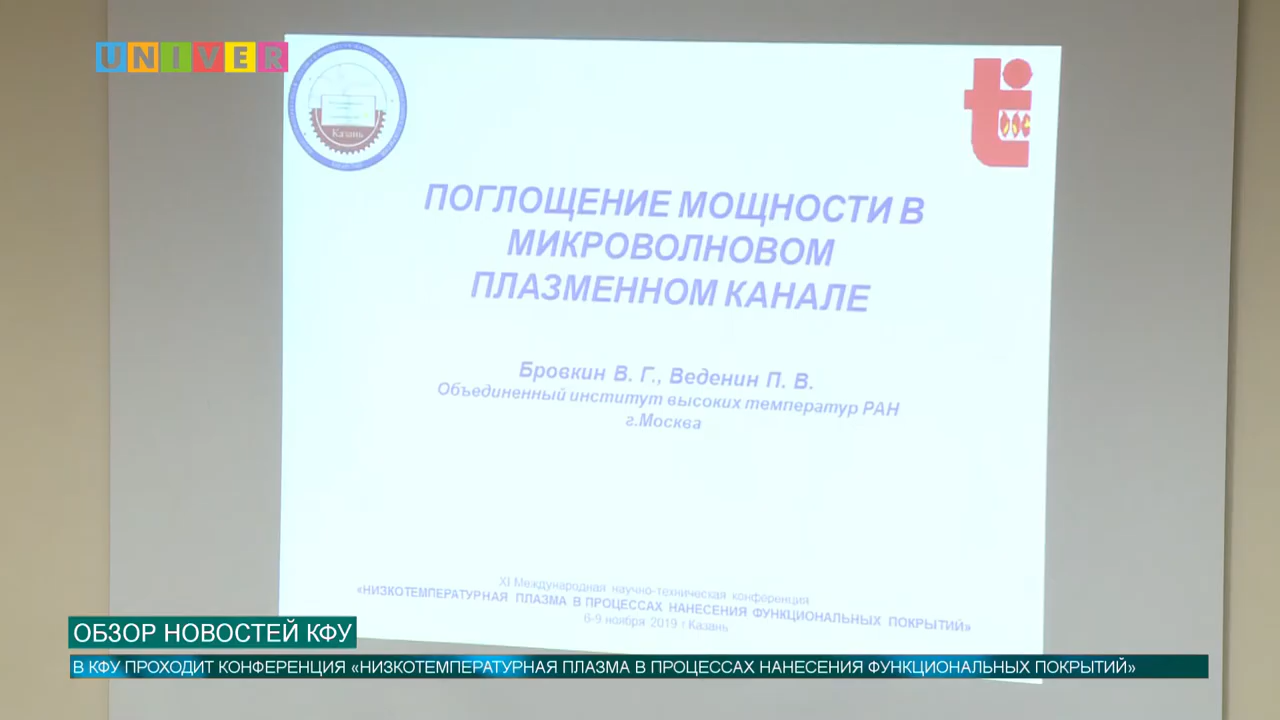 UNIVER
Казань
ПОГЛОЩЕНИЕ МОЩНОСТИ В
МИКРОВОЛНОВОМ
ПЛАЗМЕННОМ КАНАЛЕ
Бровкин В. Г., Веденин П. В.
Объединенный институт высоких температур РАН
г.Москва
XI Международная научно-техническая конференция
«НИЗКОТЕМПЕРАТУРНАЯ ПЛАЗМА В ПРОЦЕССАХ НАНЕСЕНИЯ ФУНКЦИОНАЛЬНЫХ ПОКРЫТИЙ»
6-9 ноября 2019 г Казань
ОБЗОР НОВОСТЕЙ КФУ
В КФУ ПРОХОДИТ КОНФЕРЕНЦИЯ «НИЗКОТЕМПЕРАТУРНАЯ ПЛАЗМА В ПРОЦЕССАХ НАНЕСЕНИЯ ФУНКЦИОНАЛЬНЫХ ПОКРЫТИЙ»